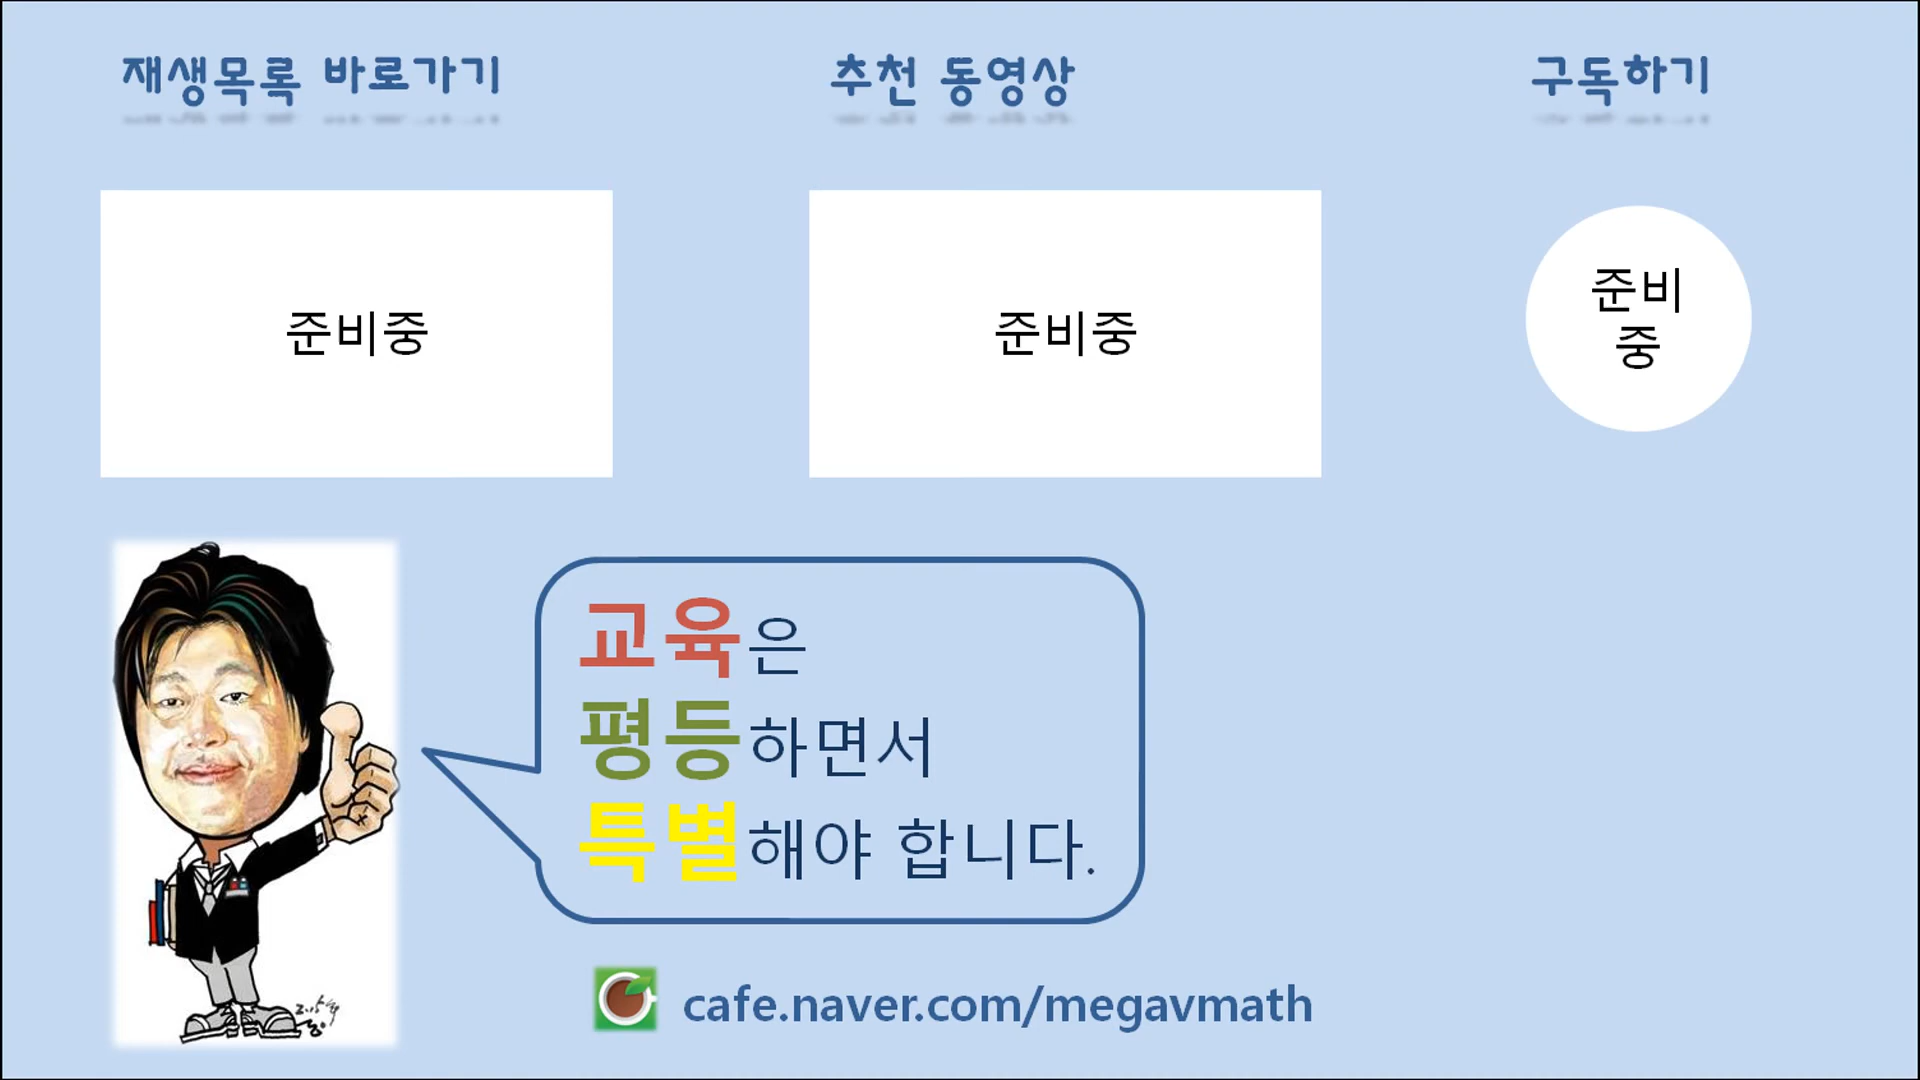 재생목록 바로가기
추천 동영상
구독하기
준비중
준비중
준비
중
교육은
평등하면서
특별해야 합니다.
cafe.naver.com/megavmath